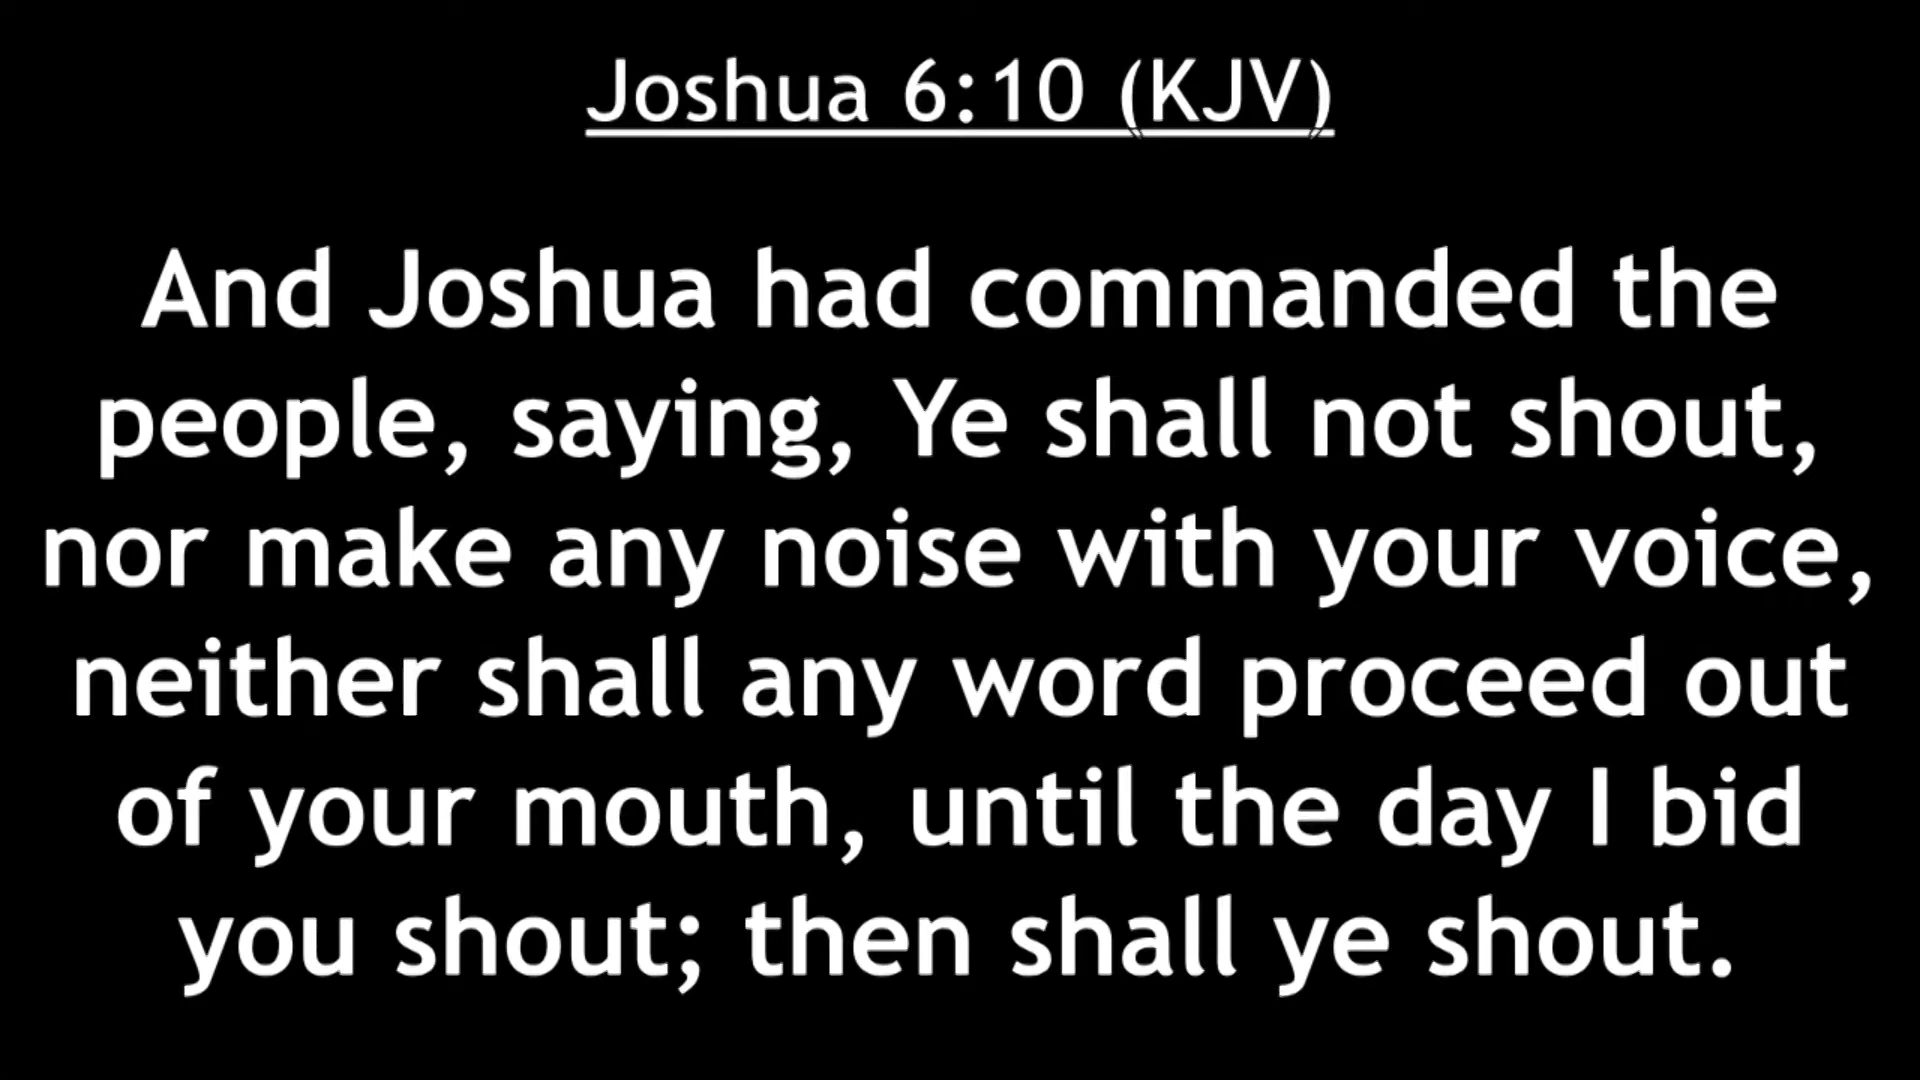 Joshua 6:10 (KJV)
And Joshua had commanded the
people, saying, Ye shall not shout,
nor make any noise with your voice,
neither shall any word proceed out
of your mouth, until the day I bid
you shout; then shall ye shout.